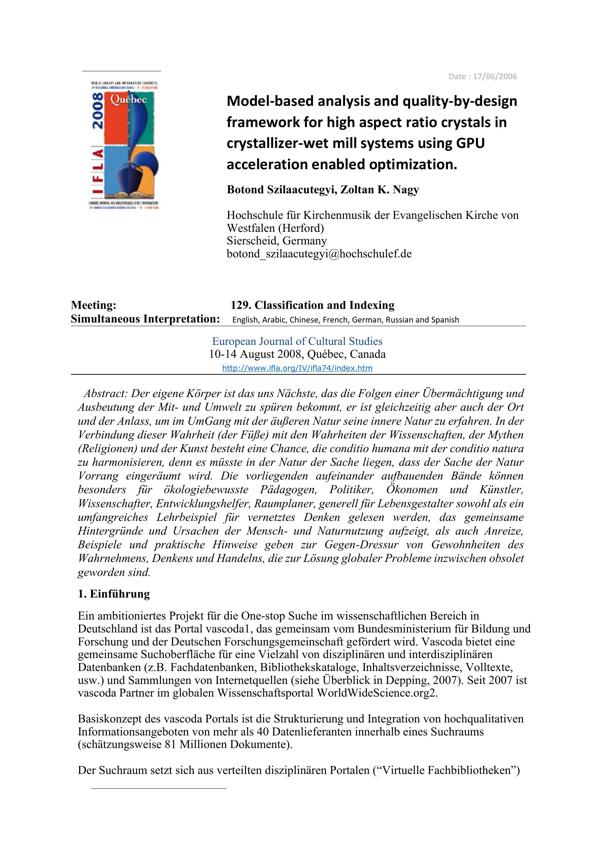 Date : 17/06/2006
WORLD LIBRARY AND INFORMATION CONGRESS:
Québec
IFLA 2008
Model-based analysis and quality-by-design
framework for high aspect ratio crystals in
crystallizer-wet mill systems using GPU
acceleration enabled optimization.
Botond Szilaacutegyi, Zoltan K. Nagy
Hochschule für Kirchenmusik der Evangelischen Kirche von
Westfalen (Herford)
Sierscheid, Germany
botond_szilaacutegyi@hochschulef.de
Meeting: 129. Classification and Indexing
Simultaneous Interpretation: English, Arabic, Chinese, French, German, Russian and Spanish
European Journal of Cultural Studies
10-14 August 2008, Québec, Canada
http://www.ifla.org/IV/ifla74/index.htm
Abstract: Der eigene Körper ist das uns Nächste, das die Folgen einer Übermächtigung und
Ausbeutung der Mit- und Umwelt zu spüren bekommt, er ist gleichzeitig aber auch der Ort
und der Anlass, um im UmGang mit der äußeren Natur seine innere Natur zu erfahren. In der
Verbindung dieser Wahrheit (der Füße) mit den Wahrheiten der Wissenschaften, der Mythen
(Religionen) und der Kunst besteht eine Chance, die conditio humana mit der conditio natura
zu harmonisieren, denn es müsste in der Natur der Sache liegen, dass der Sache der Natur
Vorrang eingeräumt wird. Die vorliegenden aufeinander aufbauenden Bände können
besonders für ökologiebewusste Pädagogen, Politiker, Ökonomen und Künstler,
Wissenschafter, Entwicklungshelfer, Raumplaner, generell für Lebensgestalter sowohl als ein
umfangreiches Lehrbeispiel für vernetztes Denken gelesen werden, das gemeinsame
Hintergründe und Ursachen der Mensch- und Naturnutzung aufzeigt, als auch Anreize,
Beispiele und praktische Hinweise geben zur Gegen-Dressur von Gewohnheiten des
Wahrnehmens, Denkens und Handelns, die zur Lösung globaler Probleme inzwischen obsolet
geworden sind.
1. Einführung
Ein ambitioniertes Projekt für die One-stop Suche im wissenschaftlichen Bereich in
Deutschland ist das Portal vascoda1, das gemeinsam vom Bundesministerium für Bildung und
Forschung und der Deutschen Forschungsgemeinschaft gefördert wird. Vascoda bietet eine
gemeinsame Suchoberfläche für eine Vielzahl von disziplinären und interdisziplinären
Datenbanken (z.B. Fachdatenbanken, Bibliothekskataloge, Inhaltsverzeichnisse, Volltexte,
usw.) und Sammlungen von Internetquellen (siehe Überblick in Depping, 2007). Seit 2007 ist
vascoda Partner im globalen Wissenschaftsportal WorldWideScience.org2.
Basiskonzept des vascoda Portals ist die Strukturierung und Integration von hochqualitativen
Informationsangeboten von mehr als 40 Datenlieferanten innerhalb eines Suchraums
(schätzungsweise 81 Millionen Dokumente).
Der Suchraum setzt sich aus verteilten disziplinären Portalen (“Virtuelle Fachbibliotheken”)